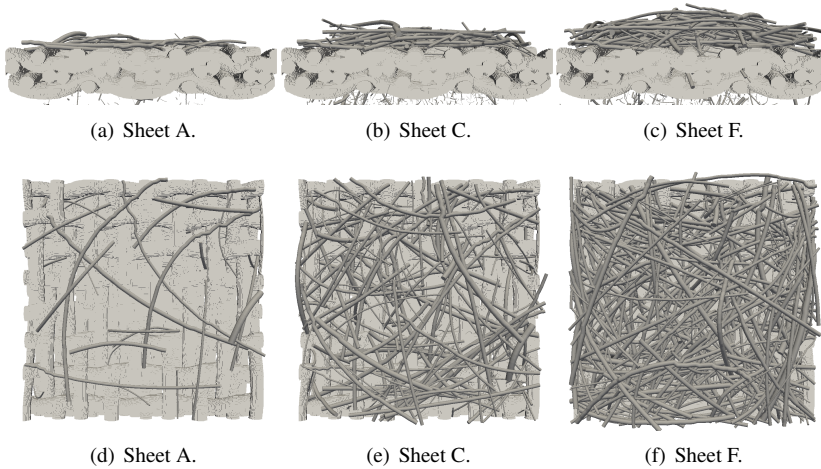 (a) Sheet A.
(b) Sheet C.
(c) Sheet F.
(d) Sheet A.
(e) Sheet C.
(f) Sheet F.